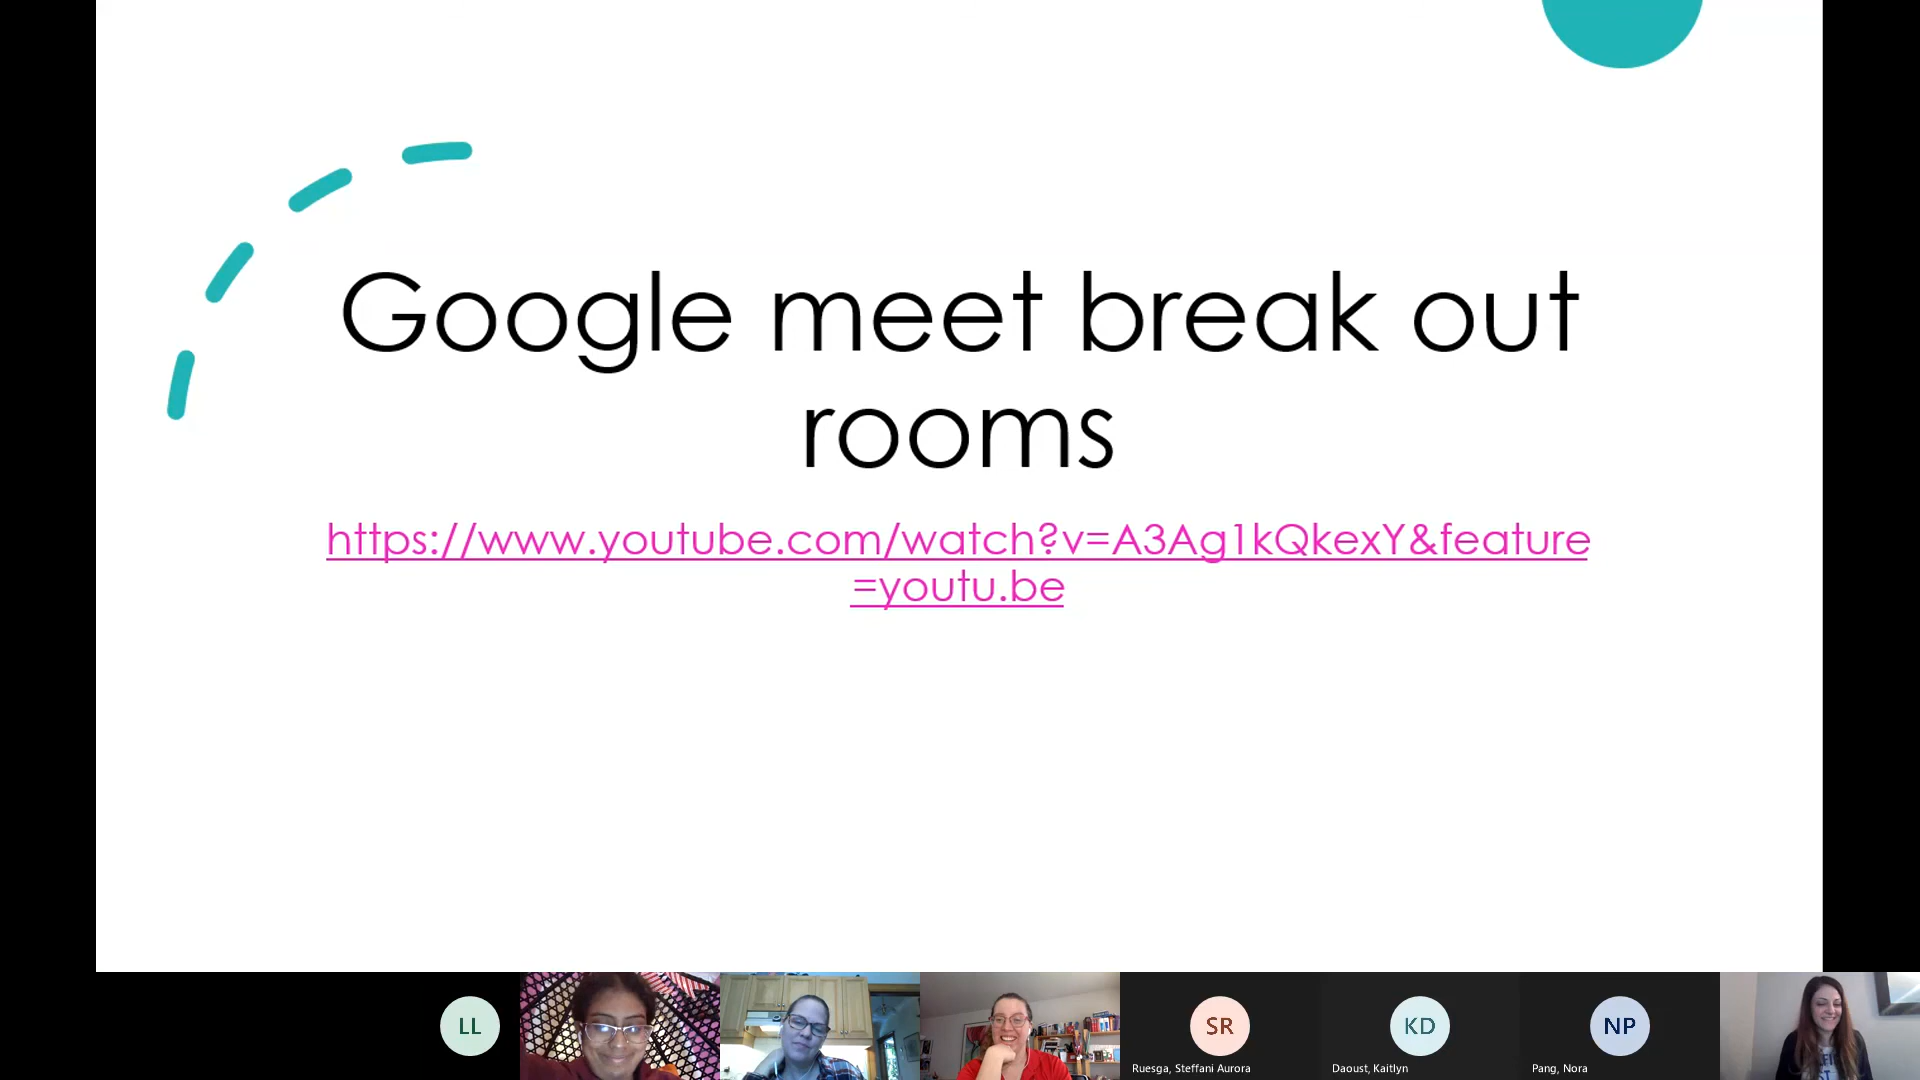 Google meet break out
rooms
https://www.youtube.com/watch?v=A3Ag1kQkexY&feature
=youtu.be
LL
SR
KD
NP
Ruesga, Steffani Aurora
Daoust, Kaitlyn
Pang, Nora